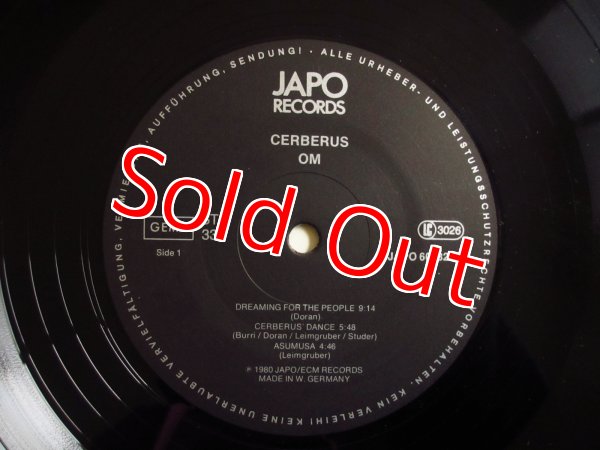 JAPO
RECORDS
CERBERUS
OM
Sold Out
Side 1
33
LC 3026
DREAMING FOR THE PEOPLE 9:14
(Doran)
CERBERUS' DANCE 5:48
(Burri / Doran / Leimgruber / Studer)
ASUMUSA 4:46
(Leimgruber)
℗ 1980 JAPO/ECM RECORDS
MADE IN W. GERMANY
AUFFÜHRUNG, SENDUNG! · ALLE URHEBER- UND LEISTUNGSSCHUTZRECHTE VORBEHALTEN. KEIN VERLEIH! KEINE UNERLAUBTE VERVIELFÄLTIGUNG,